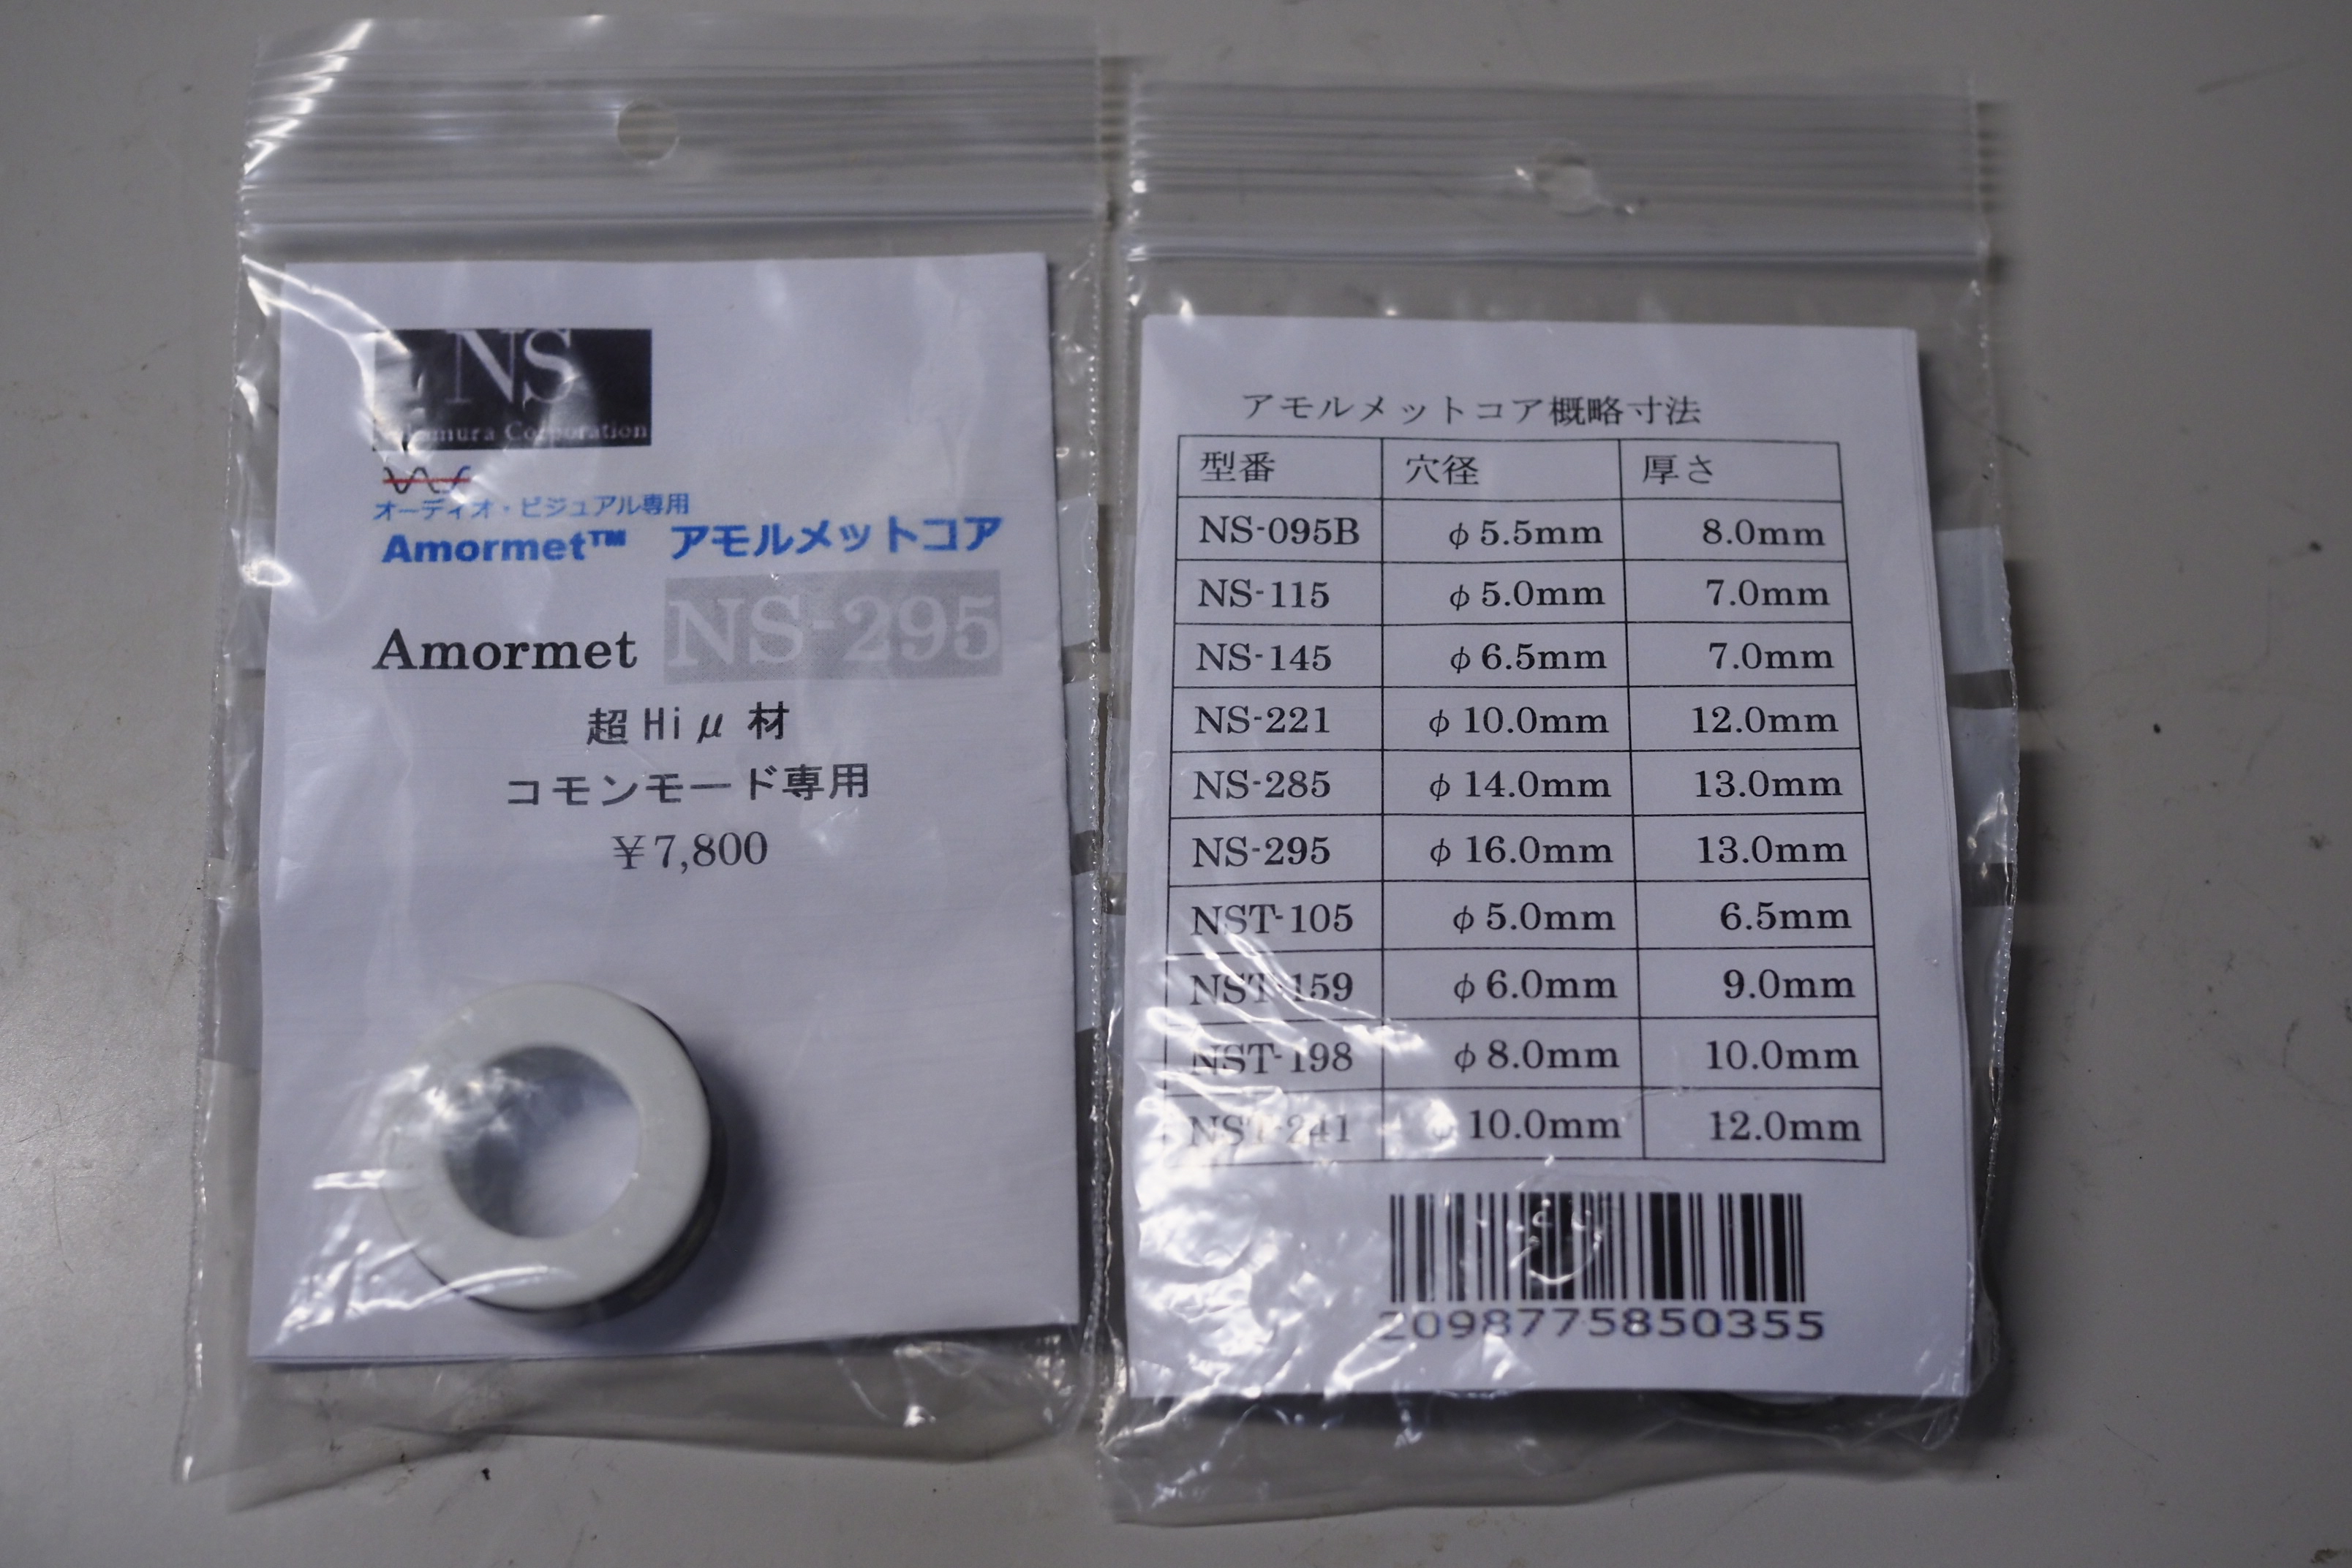 NS
Corporation
オーディオ・ビジュアル専用
Amormet™ アモルメットコア
Amormet NS-295
超Hiμ材
コモンモード専用
¥7,800
アモルメットコア概略寸法
型番 穴径 厚さ
NS-095B φ5.5mm 8.0mm
NS-115 φ5.0mm 7.0mm
NS-145 φ6.5mm 7.0mm
NS-221 φ10.0mm 12.0mm
NS-285 φ14.0mm 13.0mm
NS-295 φ16.0mm 13.0mm
NST-105 φ5.0mm 6.5mm
NST-159 φ6.0mm 9.0mm
NST-198 φ8.0mm 10.0mm
NST-241 φ10.0mm 12.0mm
2098775850355